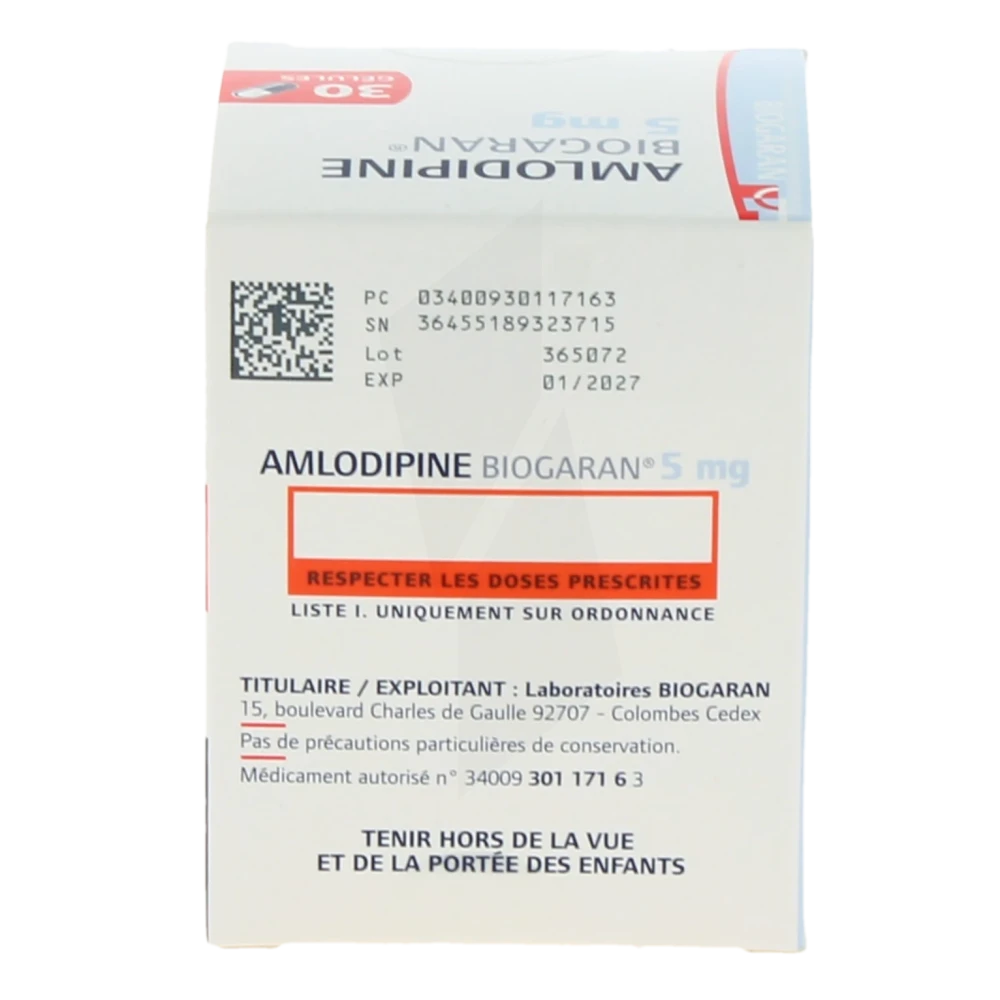 30
GÉLULES
5 mg
BIOGARAN®
AMLODIPINE
BIOGARAN
PC 03400930117163
SN 36455189323715
Lot 365072
EXP 01/2027
AMLODIPINE BIOGARAN® 5 mg
RESPECTER LES DOSES PRESCRITES
LISTE I. UNIQUEMENT SUR ORDONNANCE
TITULAIRE / EXPLOITANT : Laboratoires BIOGARAN
15, boulevard Charles de Gaulle 92707 - Colombes Cedex
Pas de précautions particulières de conservation.
Médicament autorisé n° 34009 301 171 6 3
TENIR HORS DE LA VUE
ET DE LA PORTÉE DES ENFANTS